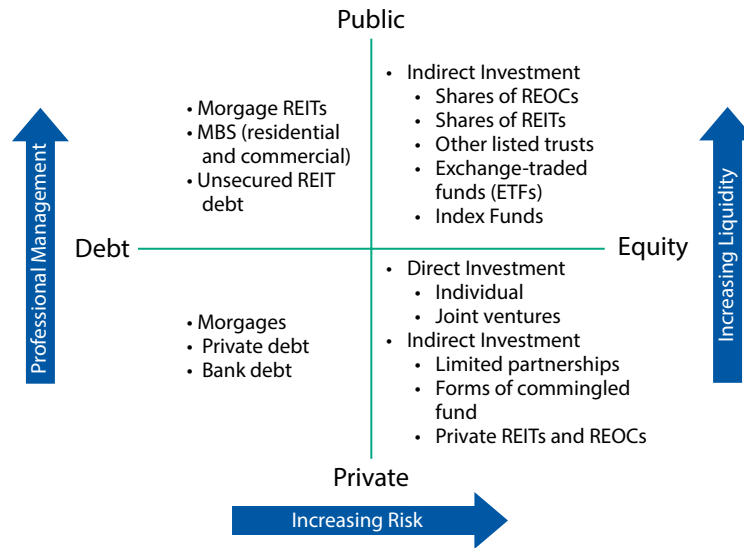 Public
• Morgage REITs
• MBS (residential
and commercial)
• Unsecured REIT
debt
• Indirect Investment
• Shares of REOCs
• Shares of REITs
• Other listed trusts
• Exchange-traded
funds (ETFs)
• Index Funds
Professional Management
Debt
Equity
Increasing Liquidity
• Morgages
• Private debt
• Bank debt
• Direct Investment
• Individual
• Joint ventures
• Indirect Investment
• Limited partnerships
• Forms of commingled
fund
• Private REITs and REOCs
Private
Increasing Risk